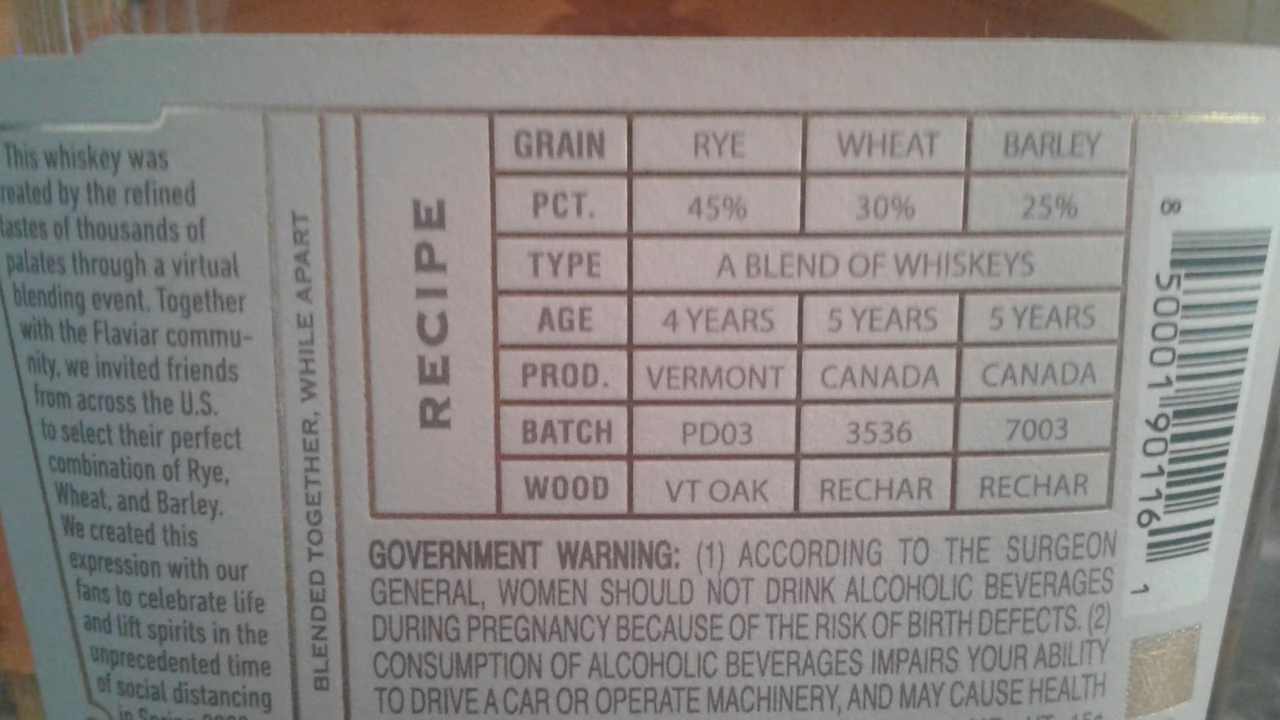 This whiskey was
reated by the refined
tastes of thousands of
palates through a virtual
blending event. Together
with the Flaviar commu-
nity, we invited friends
from across the U.S.
to select their perfect
combination of Rye,
Wheat, and Barley.
We created this
expression with our
fans to celebrate life
and lift spirits in the
unprecedented time
of social distancing
BLENDED TOGETHER, WHILE APART
RECIPE
GRAIN RYE WHEAT BARLEY
PCT. 45% 30% 25%
TYPE A BLEND OF WHISKEYS
AGE 4 YEARS 5 YEARS 5 YEARS
PROD. VERMONT CANADA CANADA
BATCH PD03 3536 7003
WOOD VT OAK RECHAR RECHAR
GOVERNMENT WARNING: (1) ACCORDING TO THE SURGEON
GENERAL, WOMEN SHOULD NOT DRINK ALCOHOLIC BEVERAGES
DURING PREGNANCY BECAUSE OF THE RISK OF BIRTH DEFECTS. (2)
CONSUMPTION OF ALCOHOLIC BEVERAGES IMPAIRS YOUR ABILITY
TO DRIVE A CAR OR OPERATE MACHINERY, AND MAY CAUSE HEALTH
8 50001 90116 1